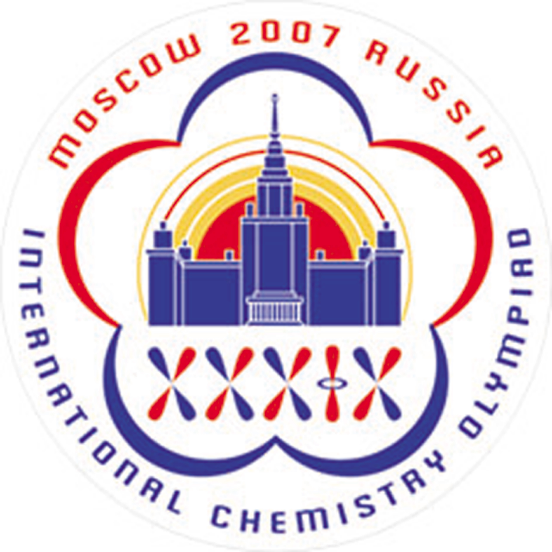 MOSCOW 2007 RUSSIA
XXXIX
INTERNATIONAL CHEMISTRY OLYMPIAD